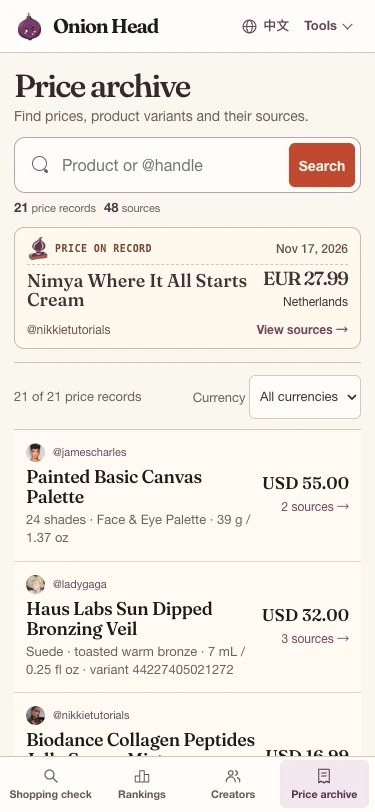 Onion Head
中文
Tools
Price archive
Find prices, product variants and their sources.
Product or @handle
Search
21 price records 48 sources
PRICE ON RECORD
Nov 17, 2026
Nimya Where It All Starts
Cream
EUR 27.99
Netherlands
@nikkietutorials
View sources →
21 of 21 price records
Currency
All currencies
@jamescharles
Painted Basic Canvas
Palette
USD 55.00
24 shades · Face & Eye Palette · 39 g /
1.37 oz
2 sources →
@ladygaga
Haus Labs Sun Dipped
Bronzing Veil
USD 32.00
Suede · toasted warm bronze · 7 mL /
0.25 fl oz · variant 44227405021272
3 sources →
@nikkietutorials
Biodance Collagen Peptides
USD 16.99
Shopping check
Rankings
Creators
Price archive